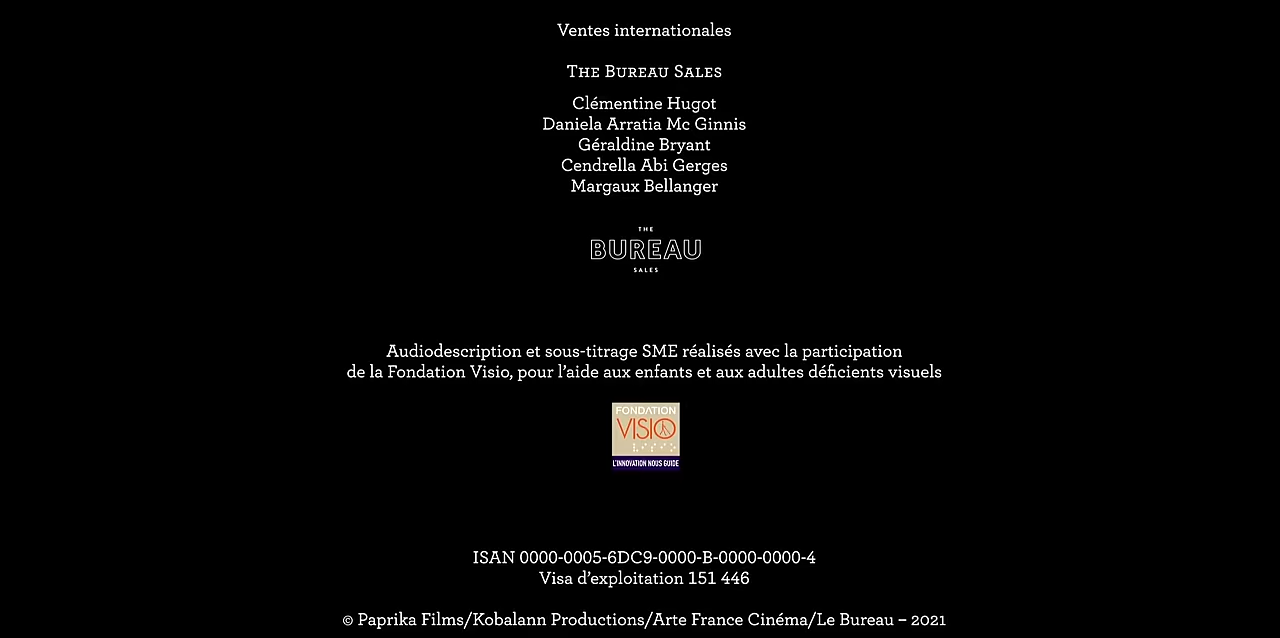 Ventes internationales
The Bureau Sales
Clémentine Hugot
Daniela Arratia Mc Ginnis
Géraldine Bryant
Cendrella Abi Gerges
Margaux Bellanger
THE
BUREAU
SALES
Audiodescription et sous-titrage SME réalisés avec la participation
de la Fondation Visio, pour l’aide aux enfants et aux adultes déficients visuels
FONDATION
VISIO
L'INNOVATION NOUS GUIDE
ISAN 0000-0005-6DC9-0000-B-0000-0000-4
Visa d’exploitation 151 446
© Paprika Films/Kobalann Productions/Arte France Cinéma/Le Bureau – 2021